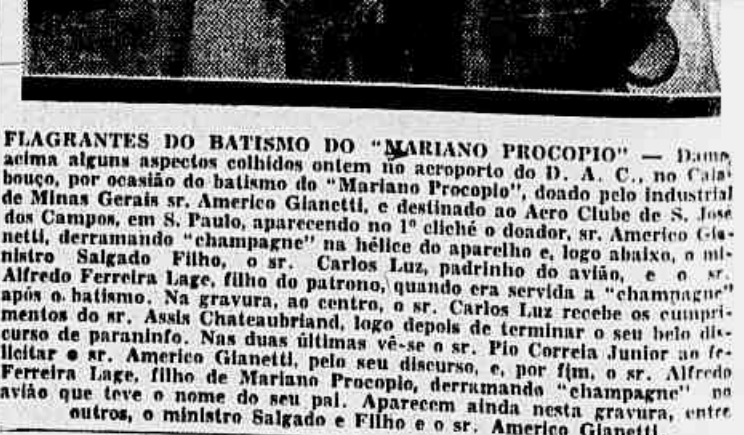 FLAGRANTES DO BATISMO DO "MARIANO PROCOPIO" — Damos
acima alguns aspectos colhidos ontem no aeroporto do D. A. C., no Cala-
bouço, por ocasião do batismo do "Mariano Procopio", doado pelo industrial
de Minas Gerais sr. Americo Gianetti, e destinado ao Aero Clube de S. José
dos Campos, em S. Paulo, aparecendo no 1º cliché o doador, sr. Americo Gia-
netti, derramando "champagne" na hélice do aparelho e, logo abaixo, o mi-
nistro Salgado Filho, o sr. Carlos Luz, padrinho do avião, e o sr.
Alfredo Ferreira Lage, filho do patrono, quando era servida a "champagne"
após o batismo. Na gravura, ao centro, o sr. Carlos Luz recebe os cumpri-
mentos do sr. Assis Chateaubriand, logo depois de terminar o seu belo dis-
curso de paraninfo. Nas duas últimas vê-se o sr. Pio Correia Junior ao fe-
licitar o sr. Americo Gianetti, pelo seu discurso, e, por fim, o sr. Alfredo
Ferreira Lage, filho de Mariano Procopio, derramando "champagne" no
avião que teve o nome do seu pai. Aparecem ainda nesta gravura, entre
outros, o ministro Salgado e Filho e o sr. Americo Gianetti